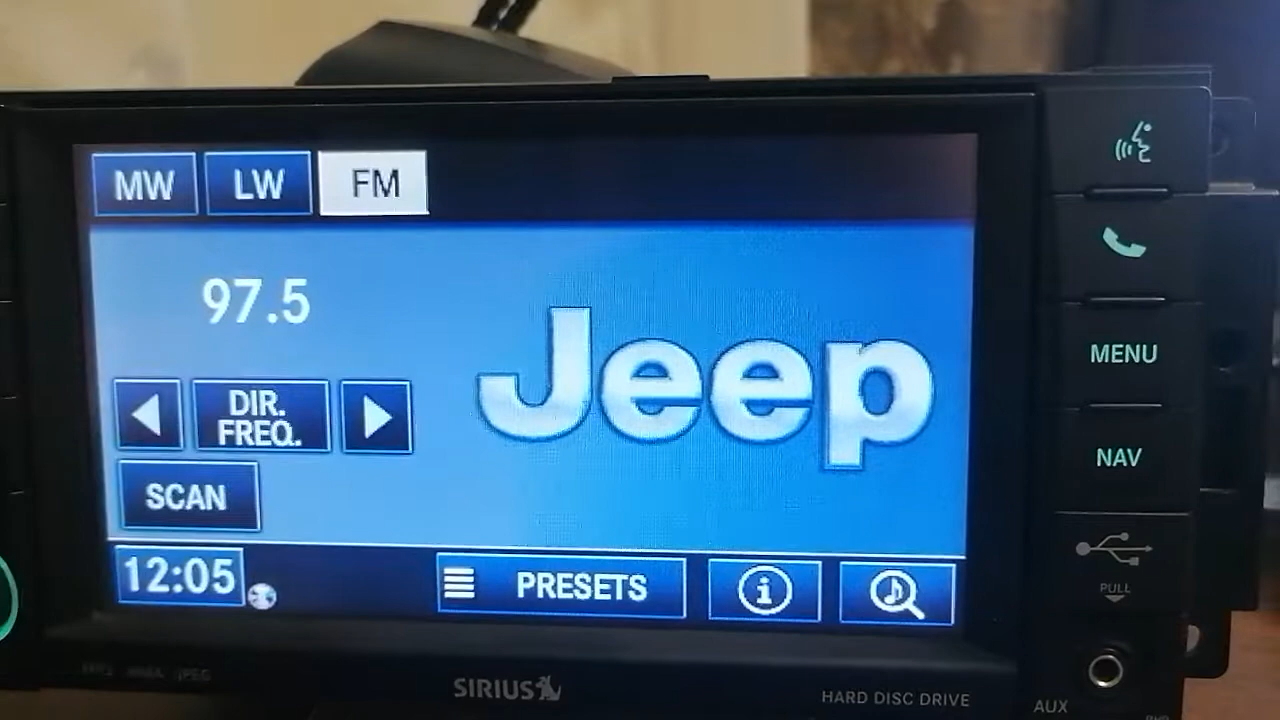 MW LW FM
97.5
DIR.
FREQ.
SCAN
Jeep
12:05
PRESETS
MENU
NAV
PULL
SIRIUS
HARD DISC DRIVE
AUX